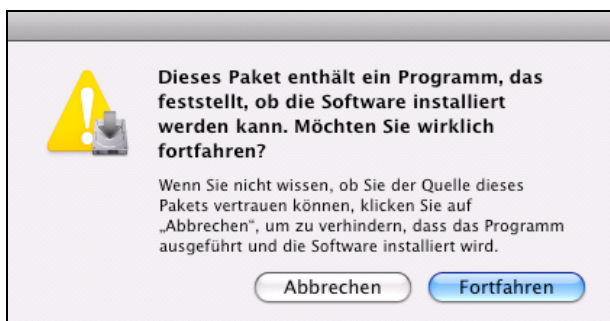 Dieses Paket enthält ein Programm, das
feststellt, ob die Software installiert
werden kann. Möchten Sie wirklich
fortfahren?
Wenn Sie nicht wissen, ob Sie der Quelle dieses
Pakets vertrauen können, klicken Sie auf
„Abbrechen“, um zu verhindern, dass das Programm
ausgeführt und die Software installiert wird.
Abbrechen Fortfahren